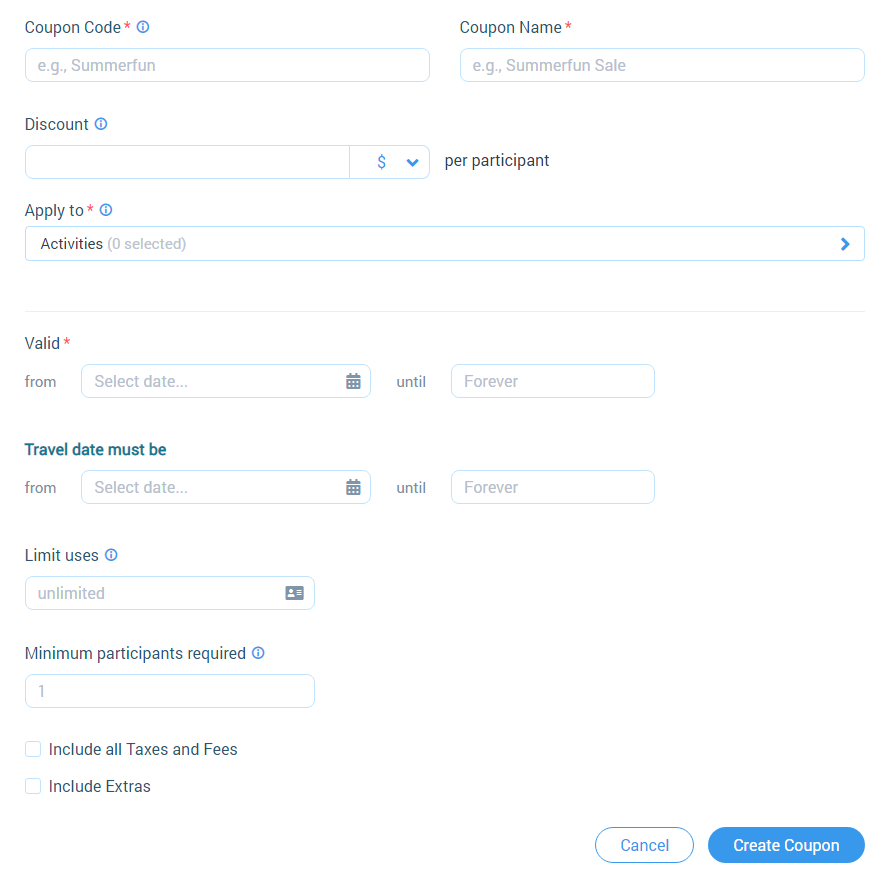 Coupon Code *
Coupon Name *
e.g., Summerfun
e.g., Summerfun Sale
Discount
$
per participant
Apply to *
Activities (0 selected)
Valid *
from
Select date...
until
Forever
Travel date must be
from
Select date...
until
Forever
Limit uses
unlimited
Minimum participants required
1
Include all Taxes and Fees
Include Extras
Cancel
Create Coupon